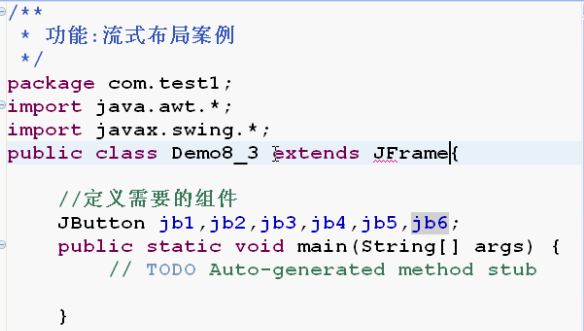 /**
 * 功能:流式布局案例
 */
package com.test1;
import java.awt.*;
import javax.swing.*;
public class Demo8_3 extends JFrame{
//定义需要的组件
JButton jb1,jb2,jb3,jb4,jb5,jb6;
public static void main(String[] args) {
// TODO Auto-generated method stub
}